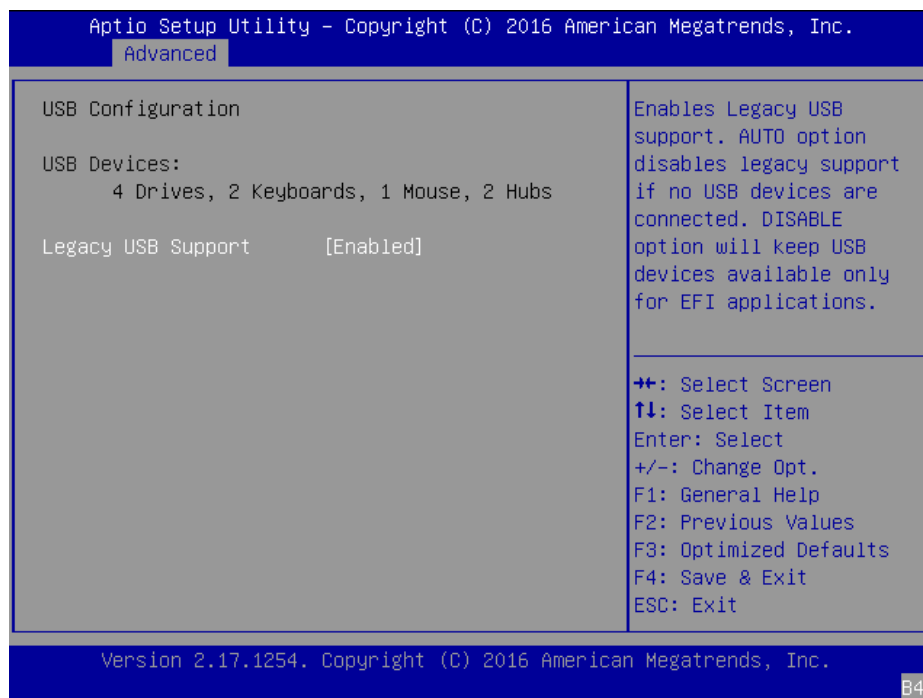 Aptio Setup Utility – Copyright (C) 2016 American Megatrends, Inc.
Advanced
USB Configuration
USB Devices:
4 Drives, 2 Keyboards, 1 Mouse, 2 Hubs
Legacy USB Support [Enabled]
Enables Legacy USB
support. AUTO option
disables legacy support
if no USB devices are
connected. DISABLE
option will keep USB
devices available only
for EFI applications.
→←: Select Screen
↑↓: Select Item
Enter: Select
+/-: Change Opt.
F1: General Help
F2: Previous Values
F3: Optimized Defaults
F4: Save & Exit
ESC: Exit
Version 2.17.1254. Copyright (C) 2016 American Megatrends, Inc.
B4